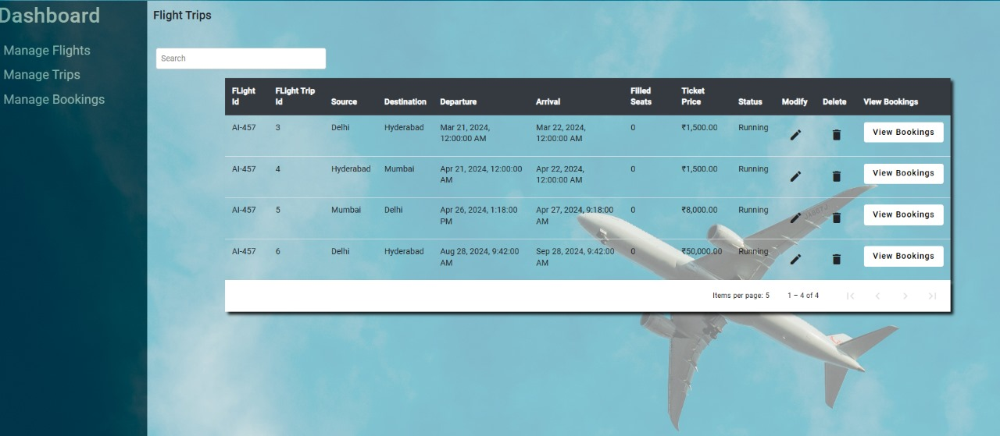 Dashboard
Manage Flights
Manage Trips
Manage Bookings
Flight Trips
Search
FLight Id FLight Trip Id Source Destination Departure Arrival Filled Seats Ticket Price Status Modify Delete View Bookings
AI-457 3 Delhi Hyderabad Mar 21, 2024, 12:00:00 AM Mar 22, 2024, 12:00:00 AM 0 ₹1,500.00 Running View Bookings
AI-457 4 Hyderabad Mumbai Apr 21, 2024, 12:00:00 AM Apr 22, 2024, 12:00:00 AM 0 ₹1,500.00 Running View Bookings
AI-457 5 Mumbai Delhi Apr 26, 2024, 1:18:00 PM Apr 27, 2024, 9:18:00 AM 0 ₹8,000.00 Running View Bookings
AI-457 6 Delhi Hyderabad Aug 28, 2024, 9:42:00 AM Sep 28, 2024, 9:42:00 AM 0 ₹50,000.00 Running View Bookings
Items per page: 5 1 – 4 of 4